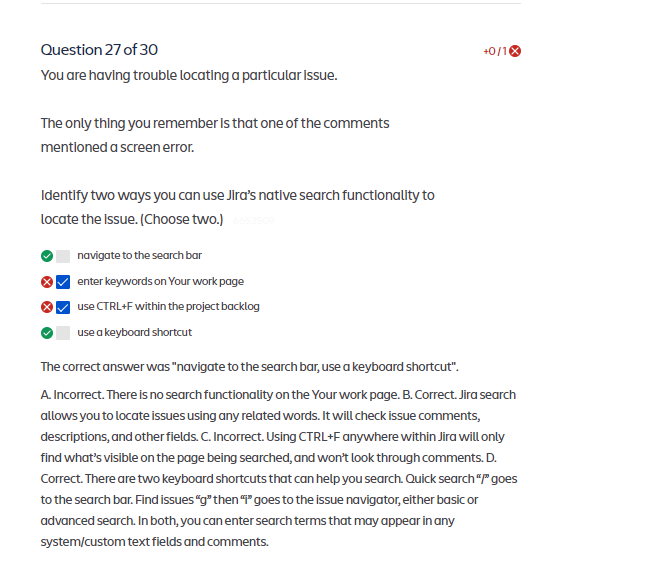 Question 27 of 30
+0 / 1
You are having trouble locating a particular issue.
The only thing you remember is that one of the comments
mentioned a screen error.
Identify two ways you can use Jira's native search functionality to
locate the issue. (Choose two.)
navigate to the search bar
enter keywords on Your work page
use CTRL+F within the project backlog
use a keyboard shortcut
The correct answer was "navigate to the search bar, use a keyboard shortcut".
A. Incorrect. There is no search functionality on the Your work page. B. Correct. Jira search
allows you to locate issues using any related words. It will check issue comments,
descriptions, and other fields. C. Incorrect. Using CTRL+F anywhere within Jira will only
find what's visible on the page being searched, and won't look through comments. D.
Correct. There are two keyboard shortcuts that can help you search. Quick search "/" goes
to the search bar. Find issues "g" then "i" goes to the issue navigator, either basic or
advanced search. In both, you can enter search terms that may appear in any
system/custom text fields and comments.